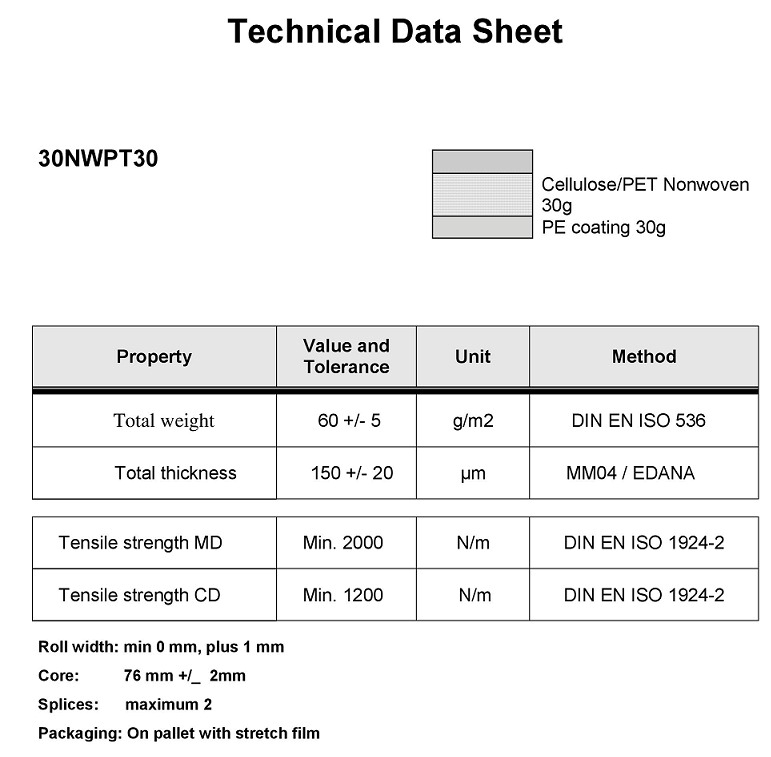 Technical Data Sheet
30NWPT30
Cellulose/PET Nonwoven
30g
PE coating 30g
Property Value and Tolerance Unit Method
Total weight 60 +/- 5 g/m2 DIN EN ISO 536
Total thickness 150 +/- 20 µm MM04 / EDANA
Tensile strength MD Min. 2000 N/m DIN EN ISO 1924-2
Tensile strength CD Min. 1200 N/m DIN EN ISO 1924-2
Roll width: min 0 mm, plus 1 mm
Core: 76 mm +/_ 2mm
Splices: maximum 2
Packaging: On pallet with stretch film